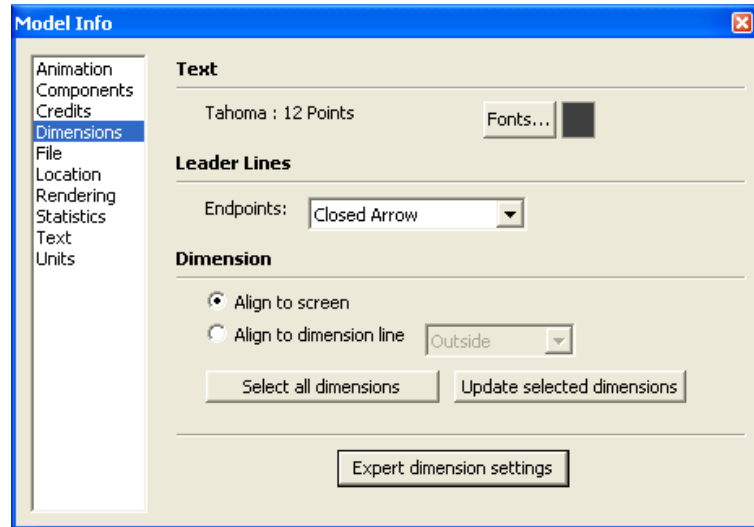 Model Info
Animation
Components
Credits
Dimensions
File
Location
Rendering
Statistics
Text
Units
Text
Tahoma : 12 Points
Fonts...
Leader Lines
Endpoints:
Closed Arrow
Dimension
Align to screen
Align to dimension line
Outside
Select all dimensions
Update selected dimensions
Expert dimension settings